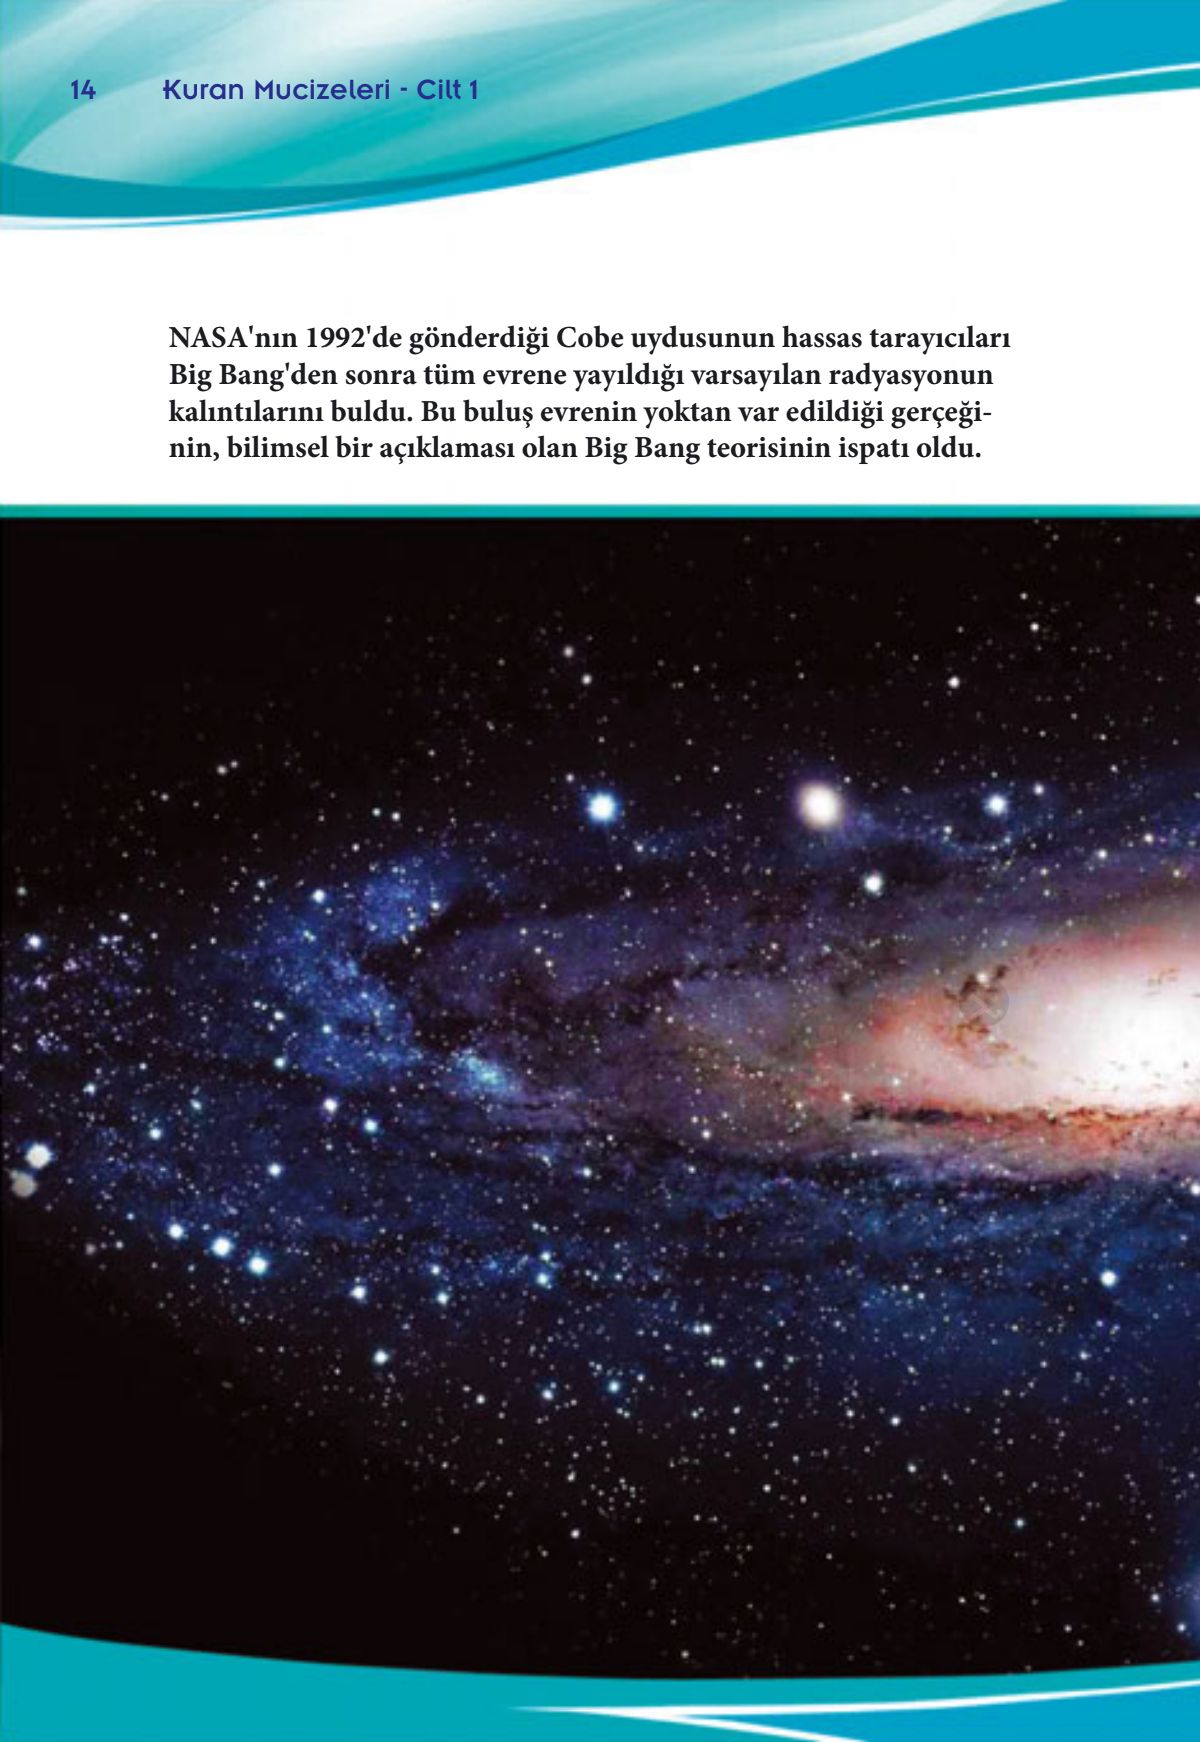 14 Kuran Mucizeleri - Cilt 1
NASA'nın 1992'de gönderdiği Cobe uydusunun hassas tarayıcıları
Big Bang'den sonra tüm evrene yayıldığı varsayılan radyasyonun
kalıntılarını buldu. Bu buluş evrenin yoktan var edildiği gerçeği-
nin, bilimsel bir açıklaması olan Big Bang teorisinin ispatı oldu.